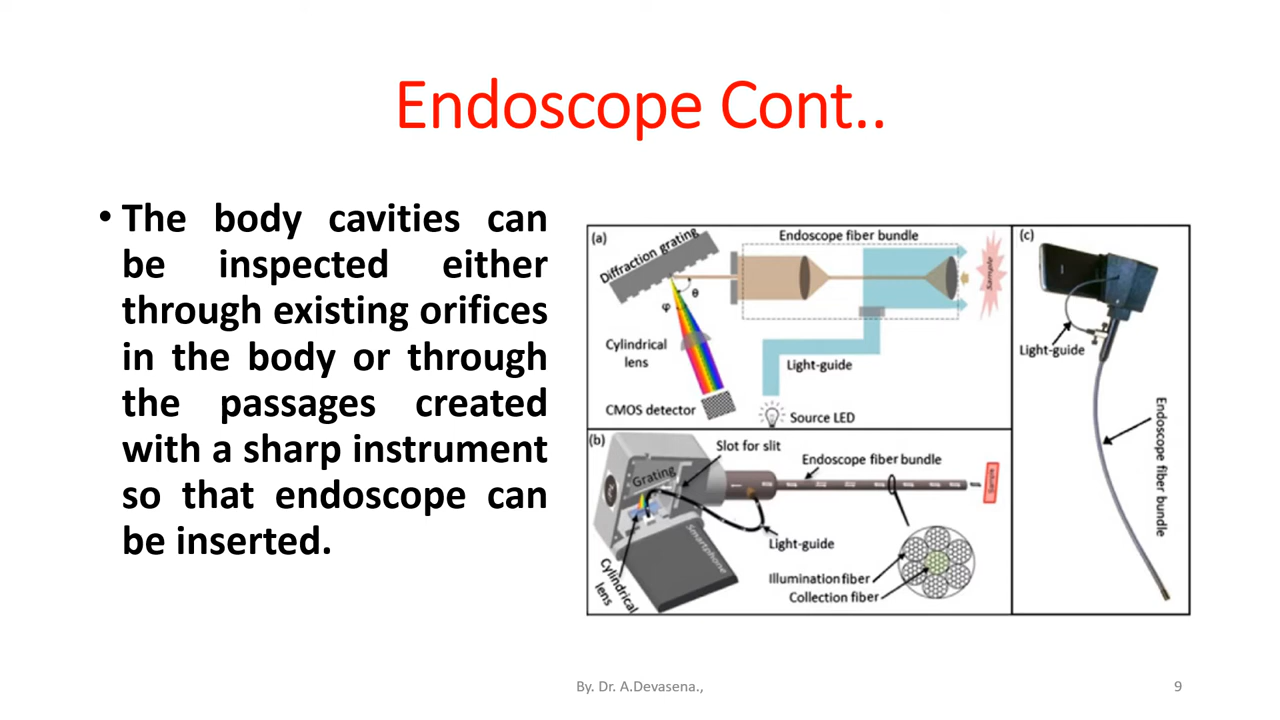 Endoscope Cont..
• The body cavities can
be inspected either
through existing orifices
in the body or through
the passages created
with a sharp instrument
so that endoscope can
be inserted.
(a)
Diffraction grating
Endoscope fiber bundle
Sample
θ
φ
Cylindrical
lens
Light-guide
CMOS detector
Source LED
(b)
Slot for slit
Grating
Endoscope fiber bundle
Sample
smartphone
Light-guide
Cylindrical
lens
Illumination fiber
Collection fiber
(c)
Light-guide
Endoscope fiber bundle
By. Dr. A.Devasena.,
9